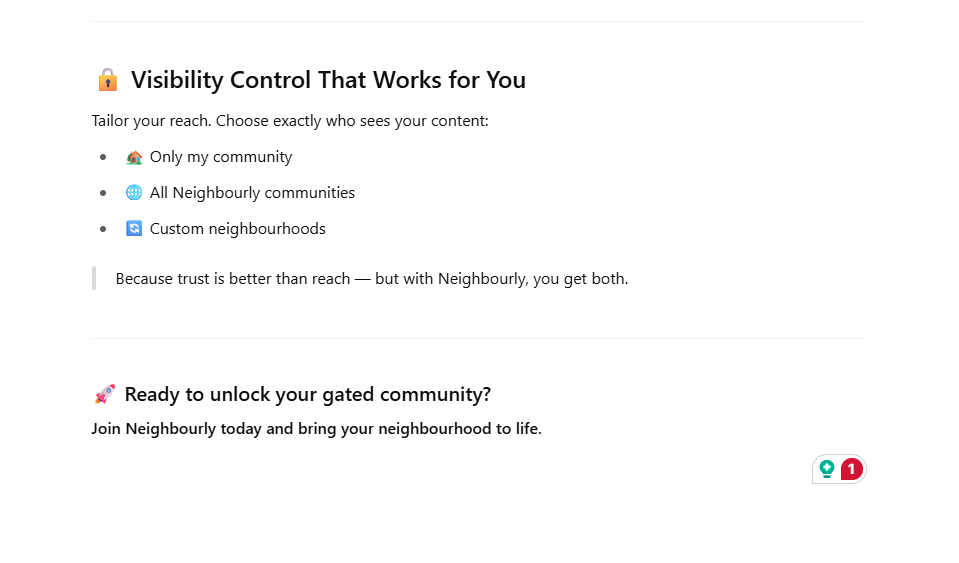 🔒 Visibility Control That Works for You
Tailor your reach. Choose exactly who sees your content:
• 🏡 Only my community
• 🌐 All Neighbourly communities
• 🔄 Custom neighbourhoods
Because trust is better than reach — but with Neighbourly, you get both.
🚀 Ready to unlock your gated community?
Join Neighbourly today and bring your neighbourhood to life.
1